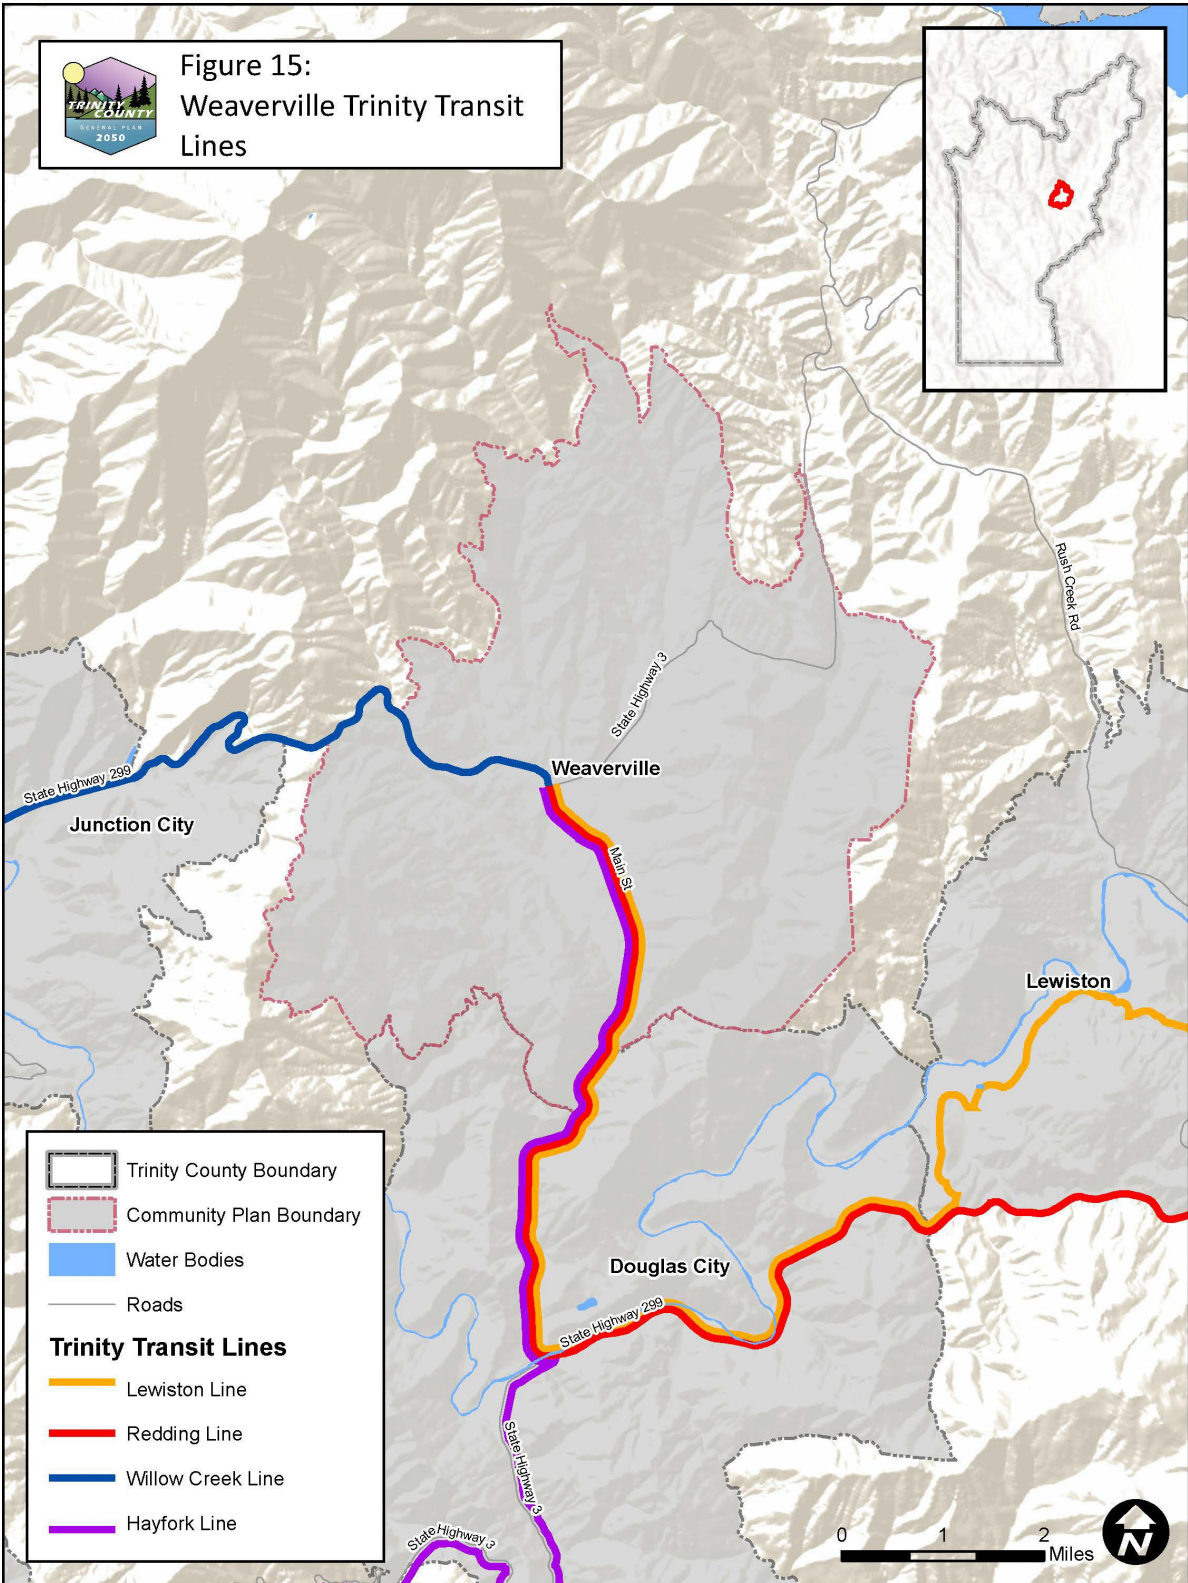 Figure 15:
Weaverville Trinity Transit
Lines
TRINITY
COUNTY
GENERAL PLAN
2050
Rush Creek Rd
State Highway 3
Weaverville
State Highway 299
Junction City
Main St
Lewiston
Douglas City
State Highway 299
State Highway 3
State Highway 3
Trinity County Boundary
Community Plan Boundary
Water Bodies
Roads
Trinity Transit Lines
Lewiston Line
Redding Line
Willow Creek Line
Hayfork Line
0 1 2
Miles
N